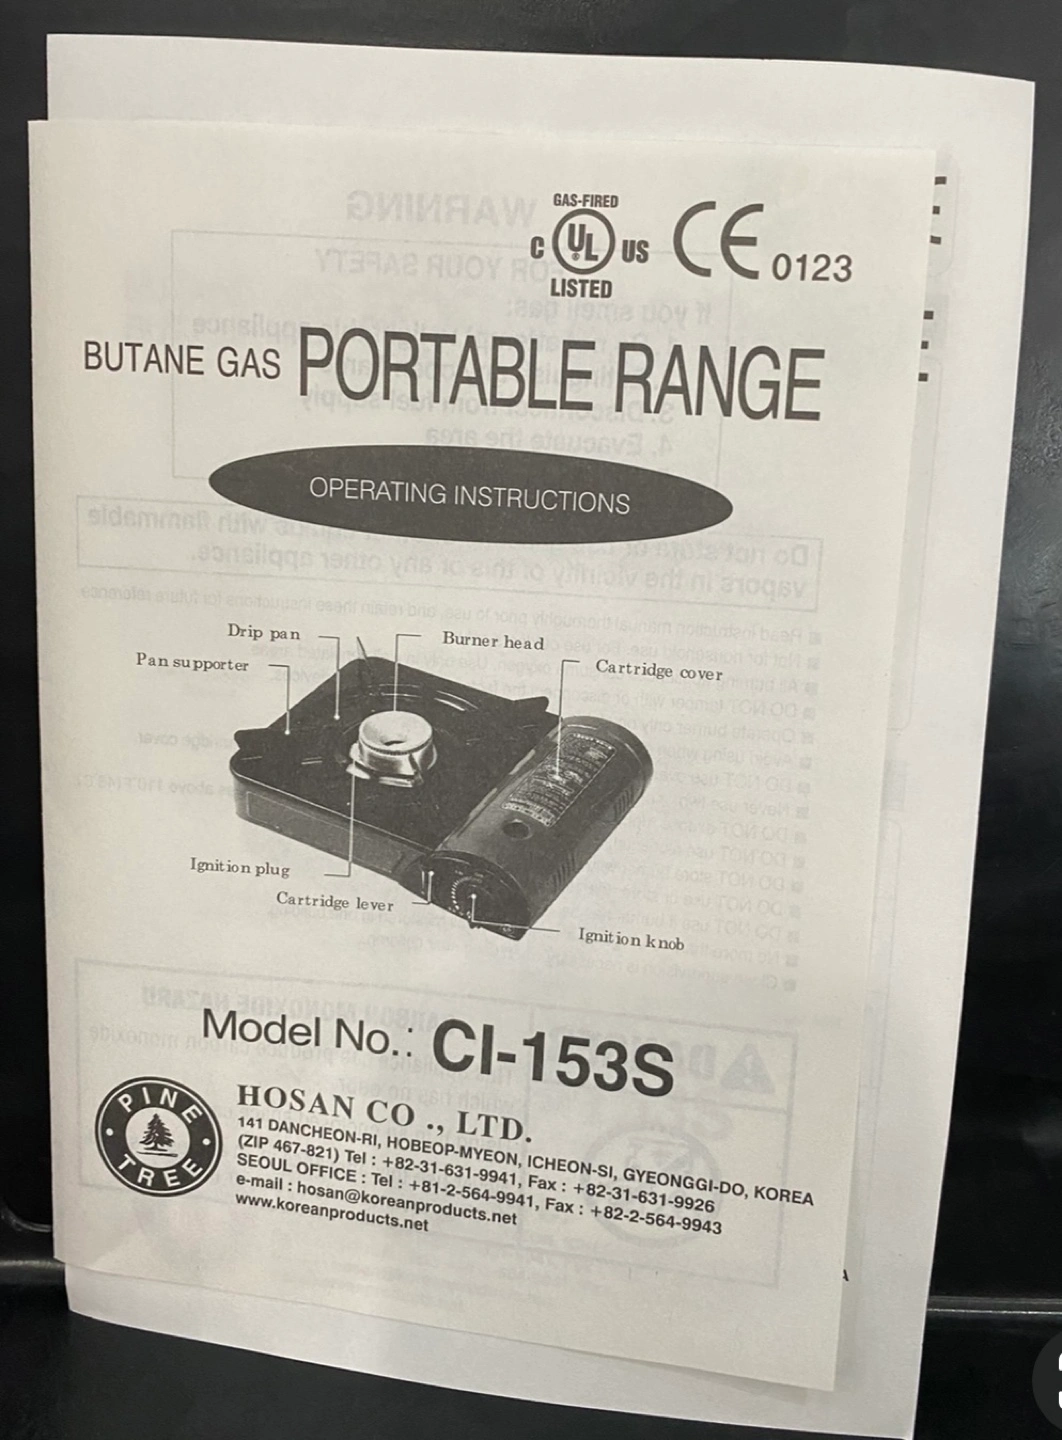 GAS-FIRED
C UL US
LISTED
CE 0123
BUTANE GAS PORTABLE RANGE
OPERATING INSTRUCTIONS
Drip pan
Burner head
Pan supporter
Cartridge cover
Ignition plug
Cartridge lever
Ignition knob
Model No.: CI-153S
PINE TREE
HOSAN CO ., LTD.
141 DANCHEON-RI, HOBEOP-MYEON, ICHEON-SI, GYEONGGI-DO, KOREA
(ZIP 467-821) Tel : +82-31-631-9941, Fax : +82-31-631-9926
SEOUL OFFICE : Tel : +81-2-564-9941, Fax : +82-2-564-9943
e-mail : hosan@koreanproducts.net
www.koreanproducts.net